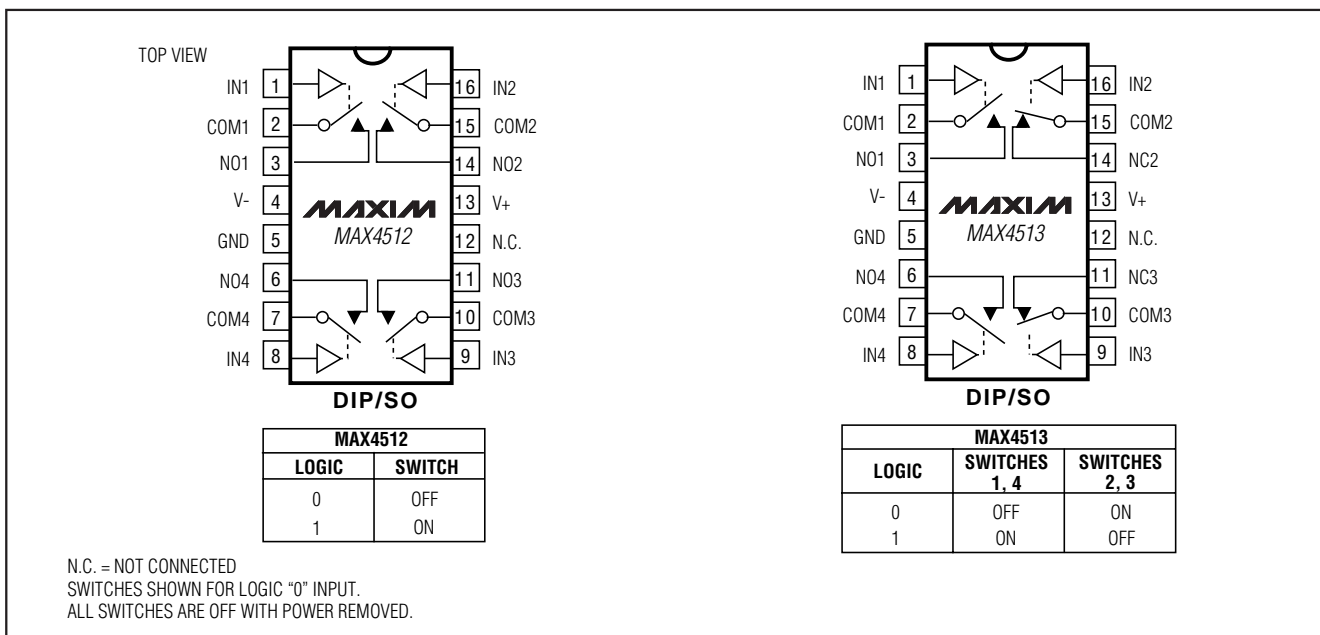 TOP VIEW
IN1 1 16 IN2
COM1 2 15 COM2
NO1 3 14 NO2
V- 4 13 V+
MAXIM
GND 5 MAX4512 12 N.C.
NO4 6 11 NO3
COM4 7 10 COM3
IN4 8 9 IN3
DIP/SO
MAX4512
LOGIC SWITCH
0 OFF
1 ON
N.C. = NOT CONNECTED
SWITCHES SHOWN FOR LOGIC “0” INPUT.
ALL SWITCHES ARE OFF WITH POWER REMOVED.
IN1 1 16 IN2
COM1 2 15 COM2
NO1 3 14 NC2
V- 4 13 V+
MAXIM
GND 5 MAX4513 12 N.C.
NO4 6 11 NC3
COM4 7 10 COM3
IN4 8 9 IN3
DIP/SO
MAX4513
LOGIC SWITCHES 1, 4 SWITCHES 2, 3
0 OFF ON
1 ON OFF